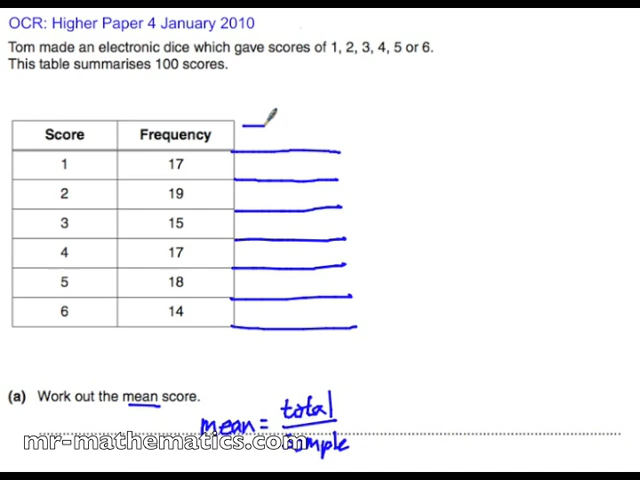 OCR: Higher Paper 4 January 2010
Tom made an electronic dice which gave scores of 1, 2, 3, 4, 5 or 6.
This table summarises 100 scores.
Score Frequency
1 17
2 19
3 15
4 17
5 18
6 14
(a) Work out the mean score.
mean = total
sample
mr-mathematics.com